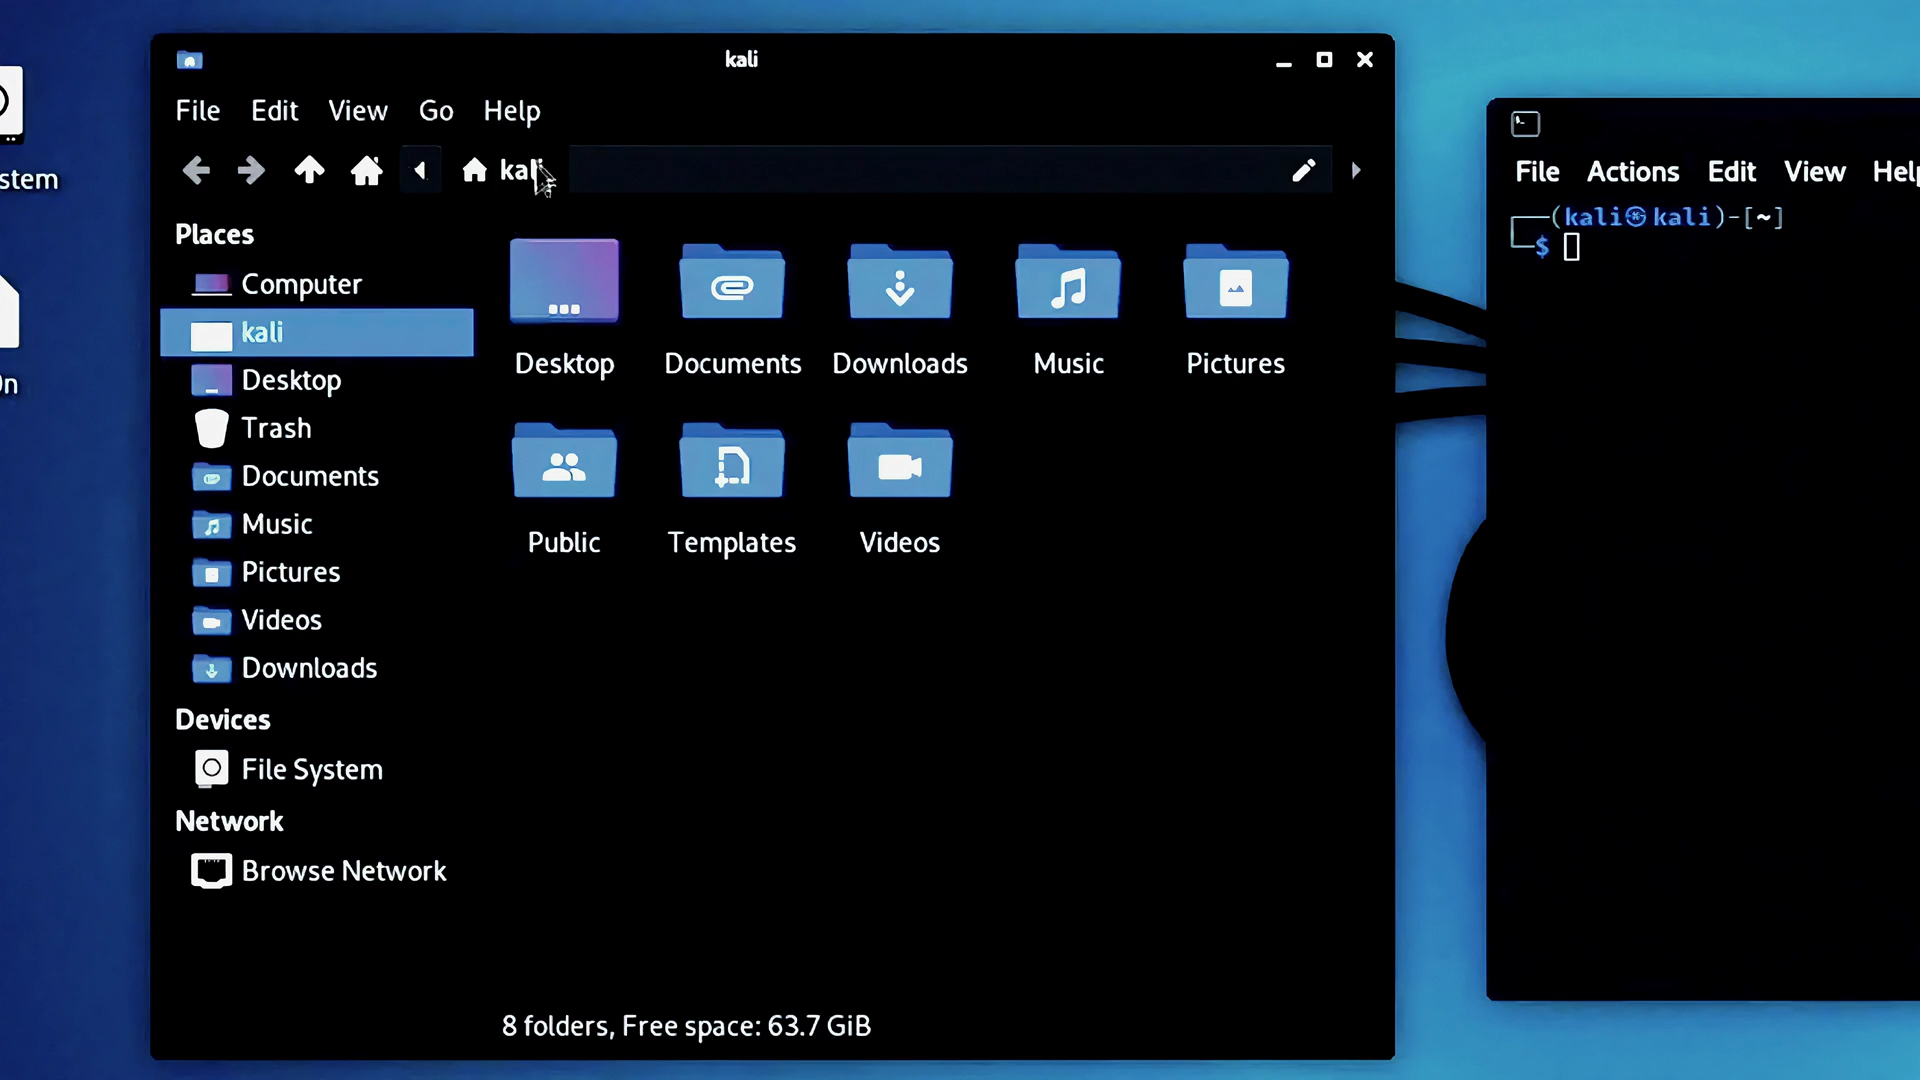 kali
File Edit View Go Help
kali
Places
Computer
kali
Desktop
Trash
Documents
Music
Pictures
Videos
Downloads
Devices
File System
Network
Browse Network
Desktop Documents Downloads Music Pictures
Public Templates Videos
8 folders, Free space: 63.7 GiB
File Actions Edit View Help
┌──(kali㉿kali)-[~]
└─$
stem